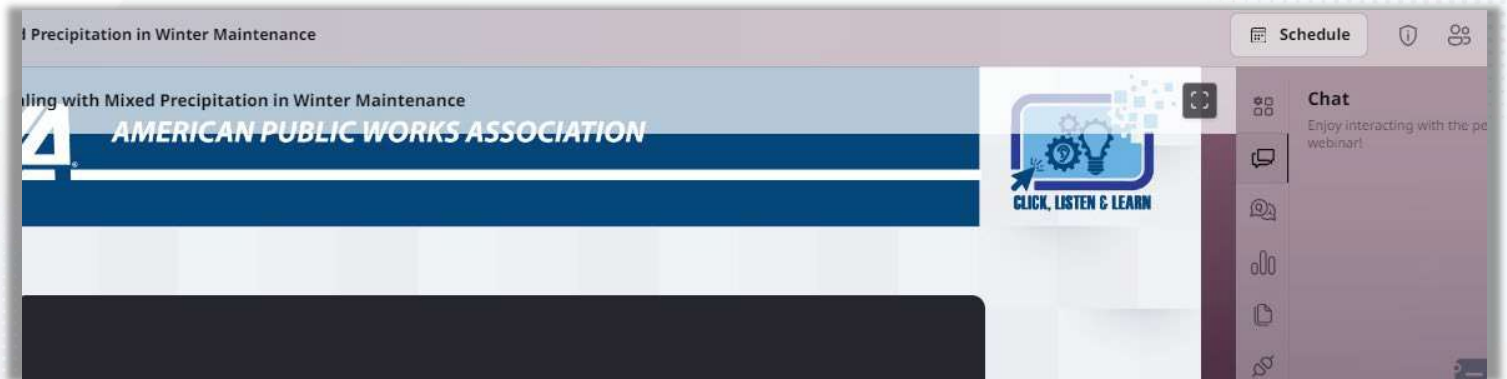 Precipitation in Winter Maintenance
Schedule
ling with Mixed Precipitation in Winter Maintenance
AMERICAN PUBLIC WORKS ASSOCIATION
CLICK, LISTEN & LEARN
Chat
Enjoy interacting with the pe
webinar!